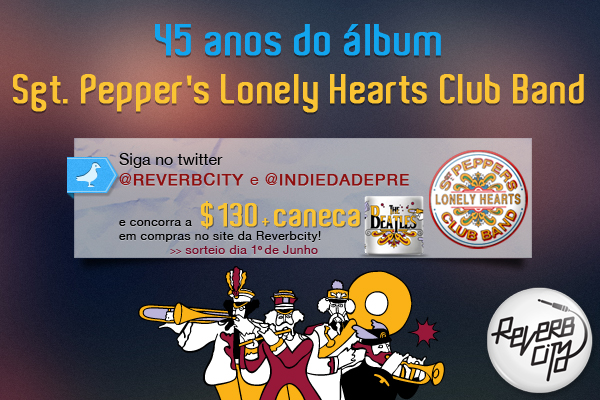 45 anos do álbum
Sgt. Pepper's Lonely Hearts Club Band
Siga no twitter
@REVERBCITY e @INDIEDADEPRE
e concorra a $130 + caneca
em compras no site da Reverbcity!
>> sorteio dia 1º de Junho
THE
BEATLES
SGT PEPPERS
LONELY HEARTS
CLUB BAND
REVERB
CITY